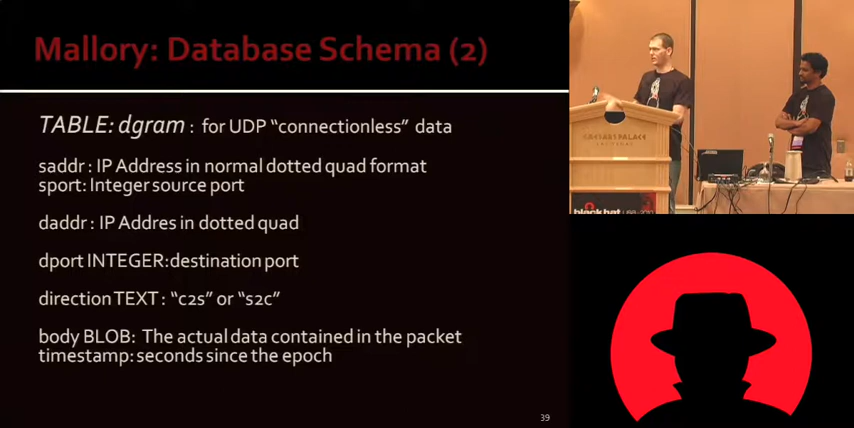 Mallory: Database Schema (2)
TABLE: dgram : for UDP “connectionless” data
saddr : IP Address in normal dotted quad format
sport: Integer source port
daddr : IP Addres in dotted quad
dport INTEGER:destination port
direction TEXT : “c2s” or “s2c”
body BLOB: The actual data contained in the packet
timestamp: seconds since the epoch
39
CAESARS PALACE
black hat USA 2010